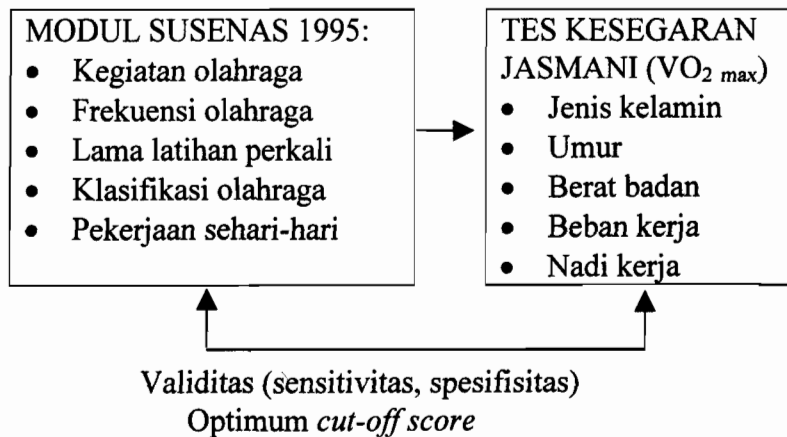 MODUL SUSENAS 1995:
• Kegiatan olahraga
• Frekuensi olahraga
• Lama latihan perkali
• Klasifikasi olahraga
• Pekerjaan sehari-hari
TES KESEGARAN
JASMANI (VO2 max)
• Jenis kelamin
• Umur
• Berat badan
• Beban kerja
• Nadi kerja
Validitas (sensitivitas, spesifisitas)
Optimum cut-off score